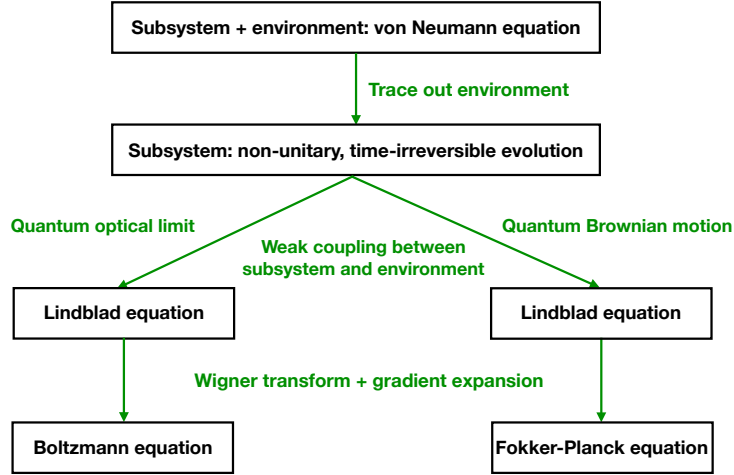 Subsystem + environment: von Neumann equation
Trace out environment
Subsystem: non-unitary, time-irreversible evolution
Quantum optical limit
Quantum Brownian motion
Weak coupling between
subsystem and environment
Lindblad equation
Lindblad equation
Wigner transform + gradient expansion
Boltzmann equation
Fokker-Planck equation